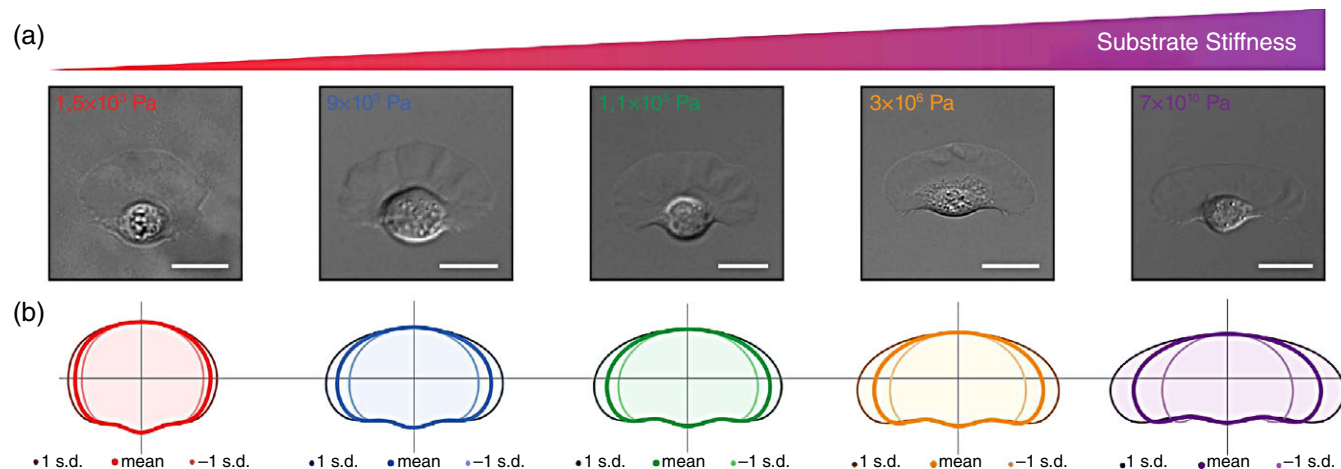 (a)
Substrate Stiffness
1,5×10³ Pa
9×10³ Pa
1,1×10⁵ Pa
3×10⁶ Pa
7×10¹⁰ Pa
(b)
•1 s.d. •mean •–1 s.d.
•1 s.d. •mean •–1 s.d.
•1 s.d. •mean •–1 s.d.
•1 s.d. •mean •–1 s.d.
•1 s.d. •mean •–1 s.d.